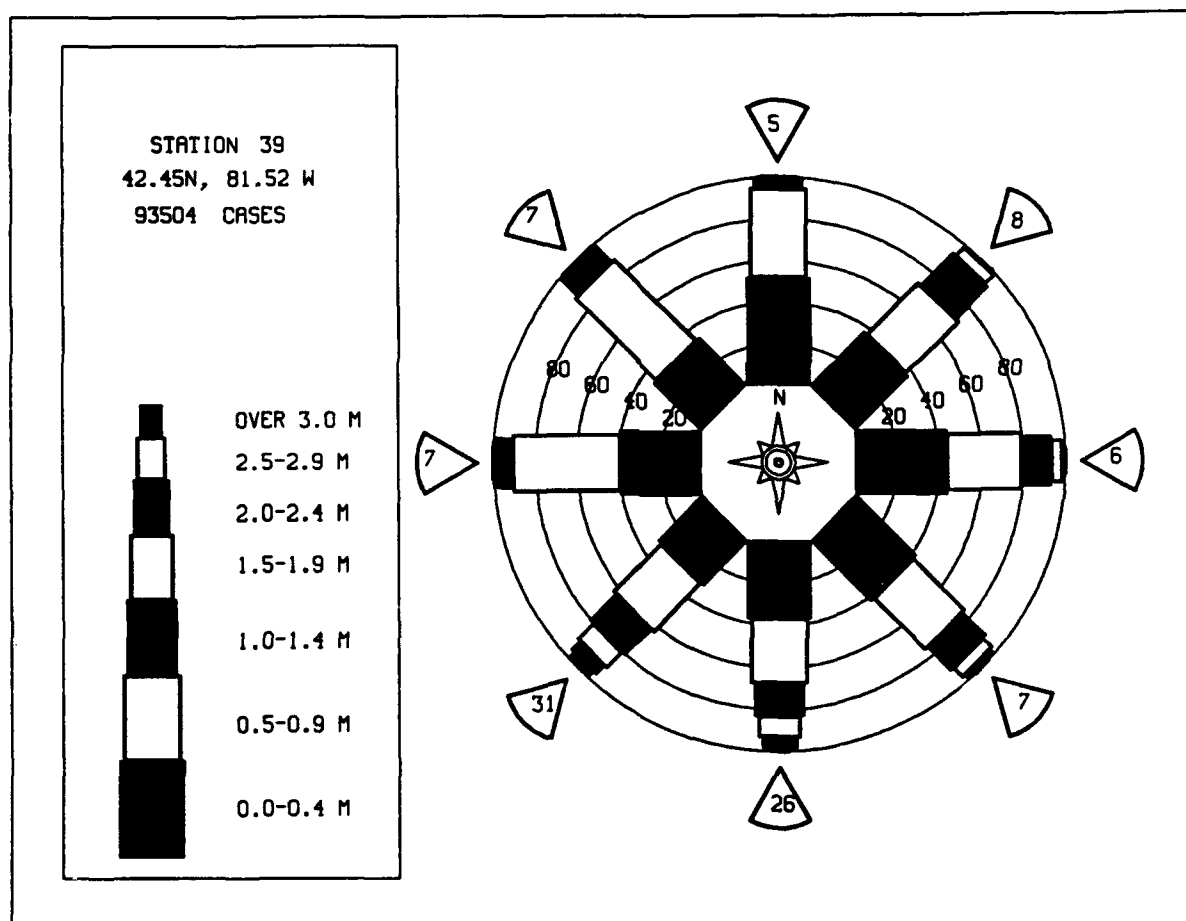 STATION 39
42.45N, 81.52 W
93504 CASES
OVER 3.0 M
2.5-2.9 M
2.0-2.4 M
1.5-1.9 M
1.0-1.4 M
0.5-0.9 M
0.0-0.4 M
5
7
8
80
60
40
20
N
20
40
60
80
7
6
31
7
26